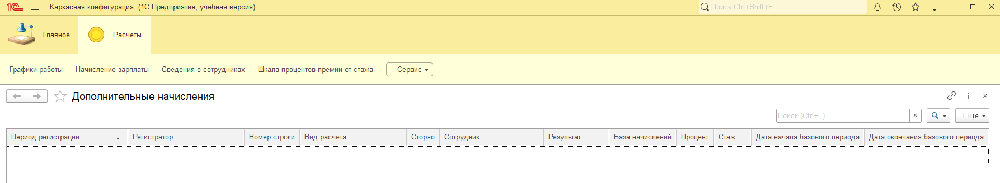 1С Каркасная конфигурация (1С:Предприятие, учебная версия) Поиск Ctrl+Shift+F
Главное Расчеты
Графики работы Начисление зарплаты Сведения о сотрудниках Шкала процентов премии от стажа Сервис
Дополнительные начисления
Поиск (Ctrl+F) × Еще
Период регистрации ↓ Регистратор Номер строки Вид расчета Сторно Сотрудник Результат База начислений Процент Стаж Дата начала базового периода Дата окончания базового периода